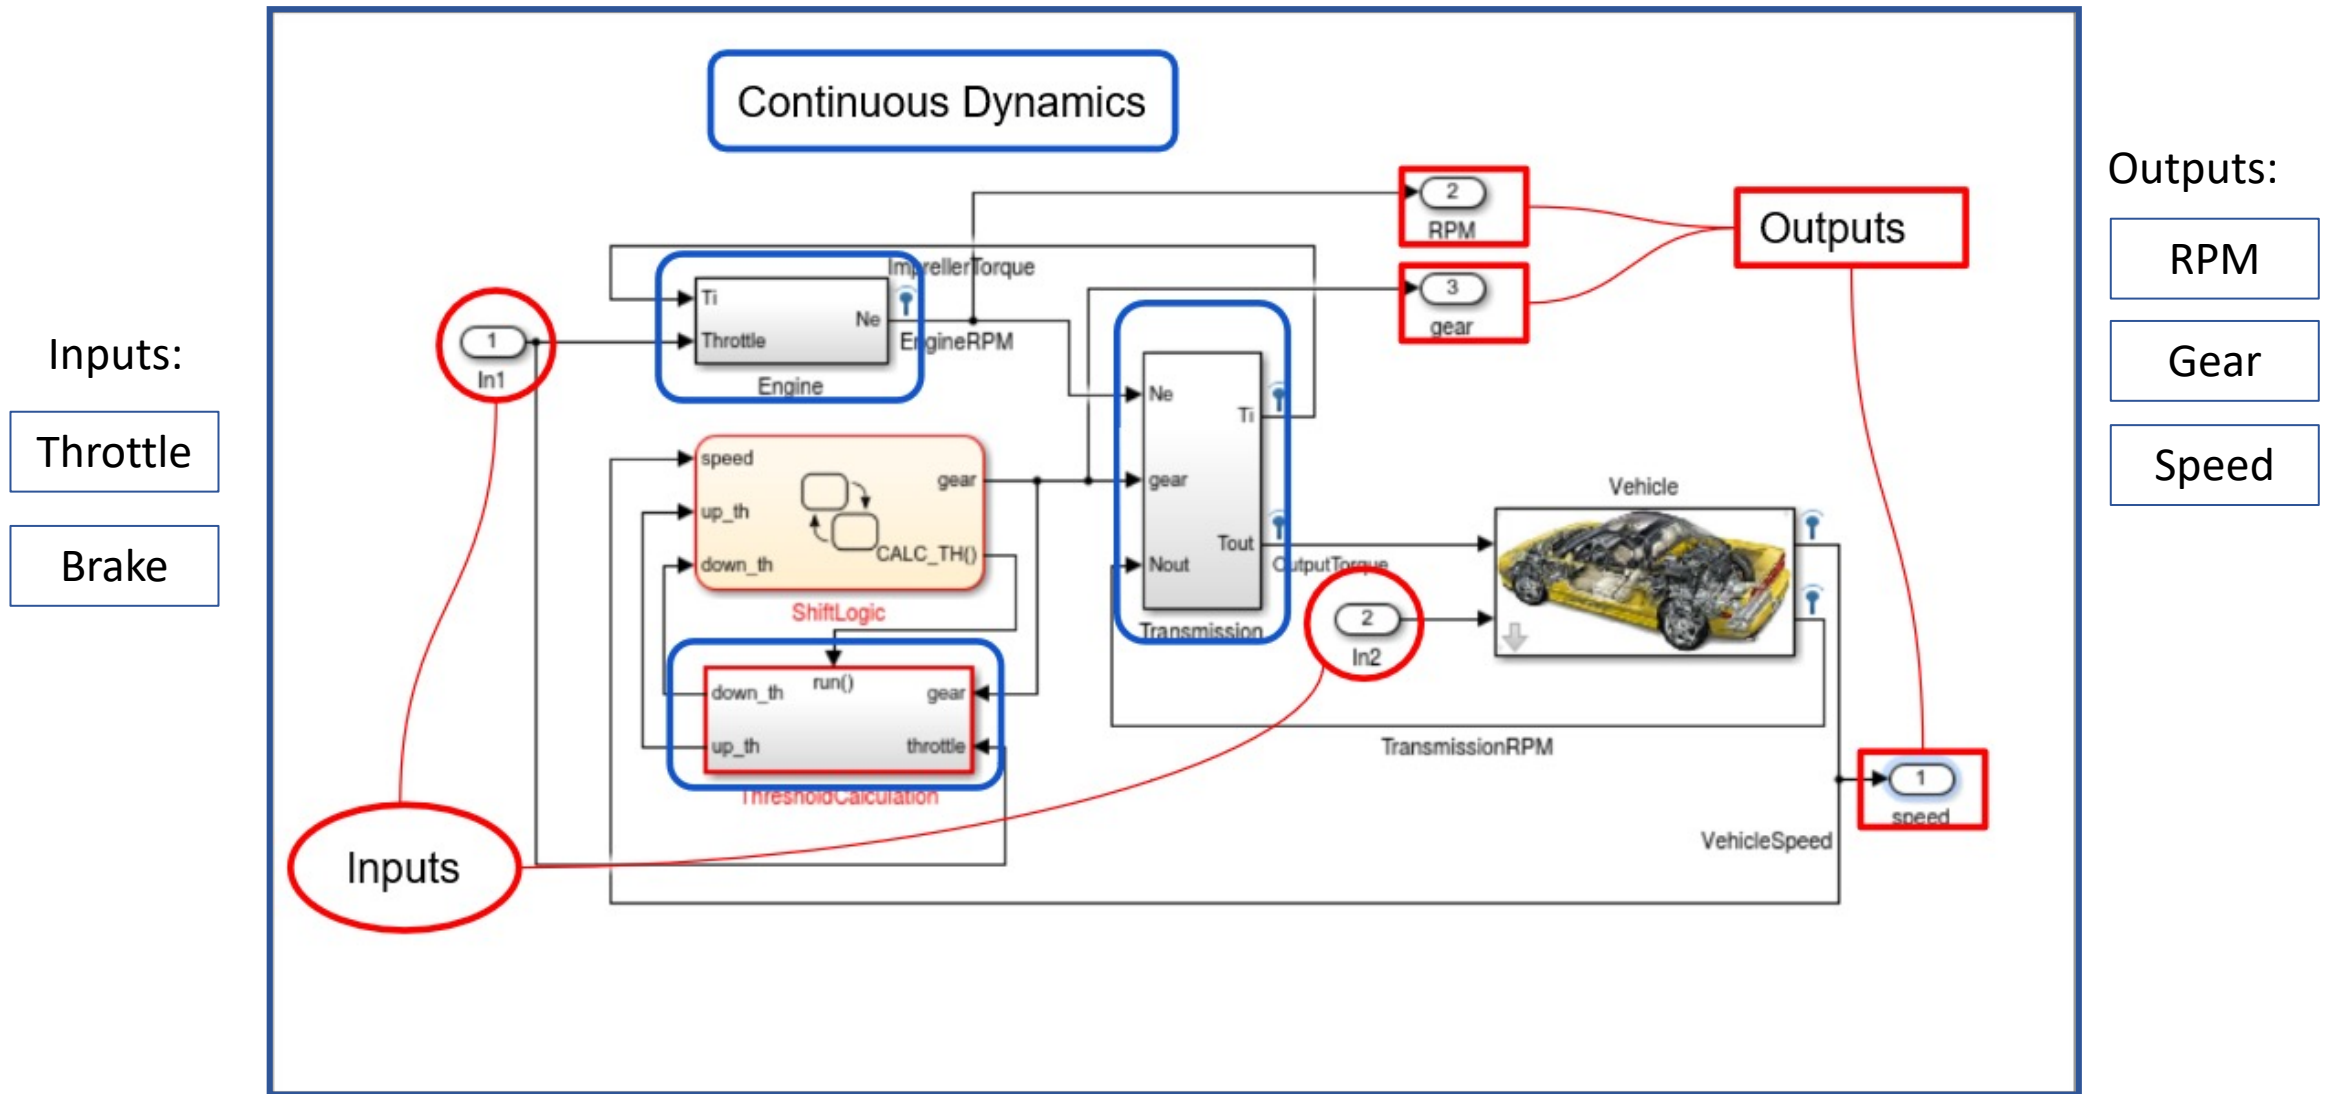 Continuous Dynamics
Inputs:
Throttle
Brake
Outputs:
RPM
Gear
Speed
2
RPM
Outputs
3
gear
ImprellerTorque
Ti
Throttle
Ne
Engine
EngineRPM
1
In1
Ne
gear
Nout
Ti
Tout
Transmission
OutputTorque
speed
up_th
down_th
gear
CALC_TH()
ShiftLogic
run()
down_th
up_th
gear
throttle
ThresholdCalculation
2
In2
Vehicle
TransmissionRPM
1
speed
VehicleSpeed
Inputs